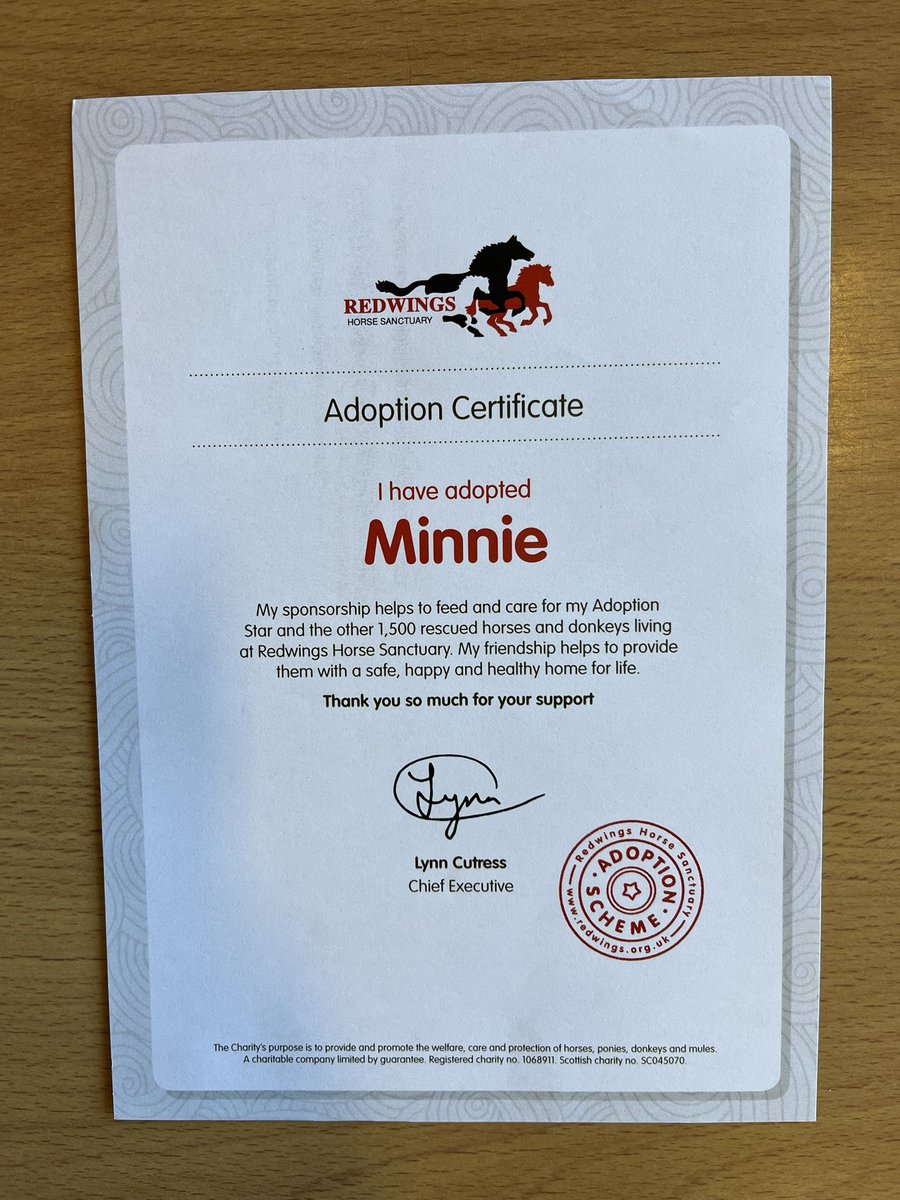 REDWINGS
HORSE SANCTUARY
Adoption Certificate
I have adopted
Minnie
My sponsorship helps to feed and care for my Adoption
Star and the other 1,500 rescued horses and donkeys living
at Redwings Horse Sanctuary. My friendship helps to provide
them with a safe, happy and healthy home for life.
Thank you so much for your support
Lynn
Lynn Cutress
Chief Executive
Redwings Horse Sanctuary
ADOPTION
SCHEME
www.redwings.org.uk
The Charity's purpose is to provide and promote the welfare, care and protection of horses, ponies, donkeys and mules.
A charitable company limited by guarantee. Registered charity no. 1068911. Scottish charity no. SC045070.